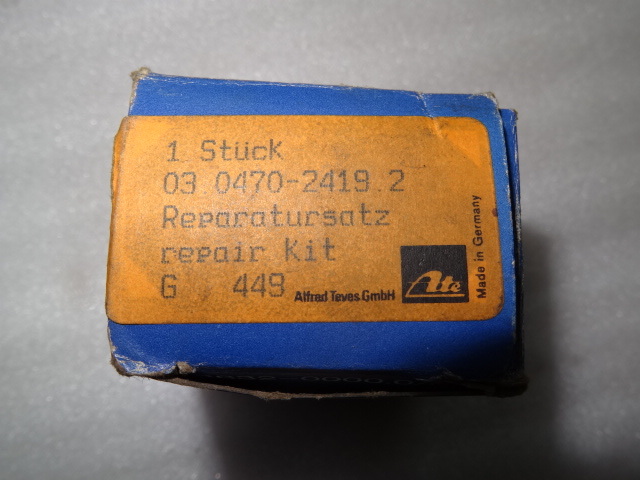 1 Stück
03 0470-2419.2
Reparatursatz
repair Kit
G 449
Alfred Teves GmbH
Ate
Made in Germany